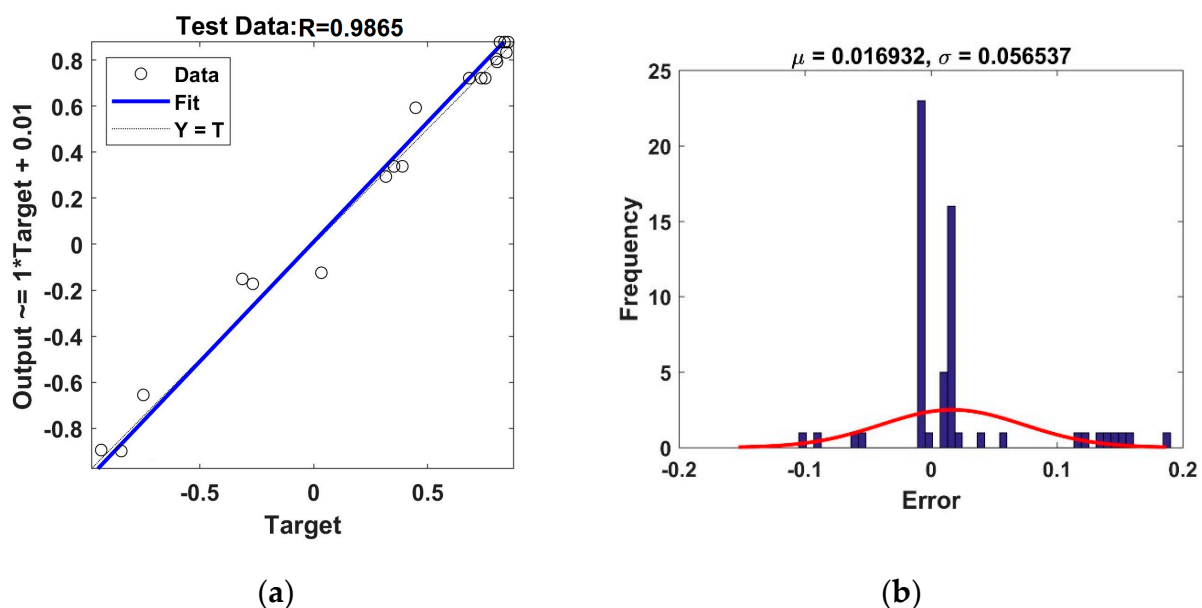 Test Data:R=0.9865
Output ~= 1*Target + 0.01
0.8
0.6
0.4
0.2
0
-0.2
-0.4
-0.6
-0.8
Data
Fit
Y = T
-0.5 0 0.5
Target
(a)
μ = 0.016932, σ = 0.056537
Frequency
25
20
15
10
5
0
-0.2 -0.1 0 0.1 0.2
Error
(b)